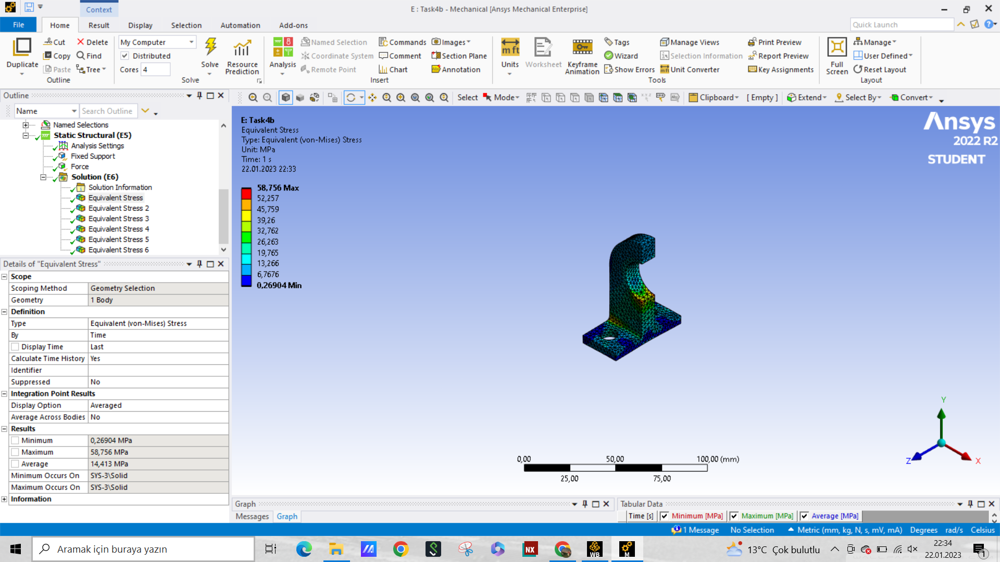 E : Task4b - Mechanical [Ansys Mechanical Enterprise]
Context
File Home Result Display Selection Automation Add-ons
Quick Launch
Duplicate
Cut
Copy
Paste
Delete
Find
Tree
Outline
My Computer
Distributed
Cores 4
Solve
Resource
Prediction
Solve
Analysis
Named Selection
Coordinate System
Remote Point
Commands
Comment
Chart
Images
Section Plane
Annotation
Insert
Units
Worksheet
Keyframe
Animation
Tags
Wizard
Show Errors
Manage Views
Selection Information
Unit Converter
Print Preview
Report Preview
Key Assignments
Tools
Full
Screen
Manage
User Defined
Reset Layout
Layout
Outline
Select Mode Clipboard [ Empty ] Extend Select By Convert
Name
Search Outline
Named Selections
Static Structural (E5)
Analysis Settings
Fixed Support
Force
Solution (E6)
Solution Information
Equivalent Stress
Equivalent Stress 2
Equivalent Stress 3
Equivalent Stress 4
Equivalent Stress 5
Equivalent Stress 6
Details of "Equivalent Stress"
Scope
Scoping Method Geometry Selection
Geometry 1 Body
Definition
Type Equivalent (von-Mises) Stress
By Time
Display Time Last
Calculate Time History Yes
Identifier
Suppressed No
Integration Point Results
Display Option Averaged
Average Across Bodies No
Results
Minimum 0,26904 MPa
Maximum 58,756 MPa
Average 14,413 MPa
Minimum Occurs On SYS-3\Solid
Maximum Occurs On SYS-3\Solid
Information
E: Task4b
Equivalent Stress
Type: Equivalent (von-Mises) Stress
Unit: MPa
Time: 1 s
22.01.2023 22:33
58,756 Max
52,257
45,759
39,26
32,762
26,263
19,765
13,266
6,7676
0,26904 Min
Ansys
2022 R2
STUDENT
Y
Z
X
0,00 50,00 100,00 (mm)
25,00 75,00
Graph
Messages Graph
Tabular Data
Time [s] Minimum [MPa] Maximum [MPa] Average [MPa]
1 Message No Selection Metric (mm, kg, N, s, mV, mA) Degrees rad/s Celsius
Aramak için buraya yazın
NX
WB
M
13°C Çok bulutlu
22:34
22.01.2023
1